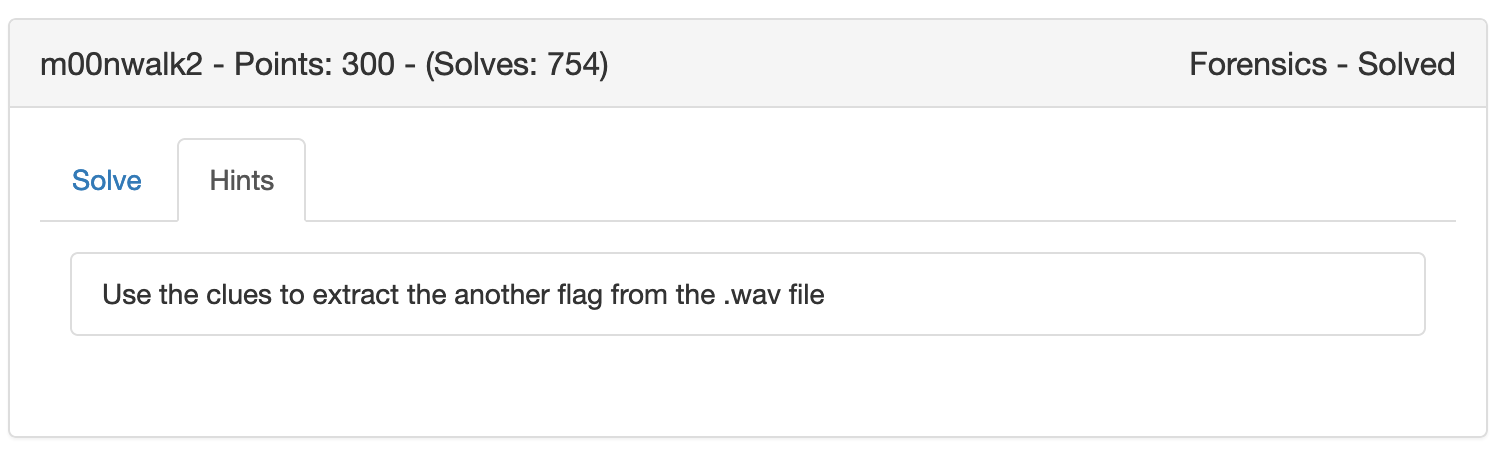 m00nwalk2 - Points: 300 - (Solves: 754)
Forensics - Solved
Solve
Hints
Use the clues to extract the another flag from the .wav file